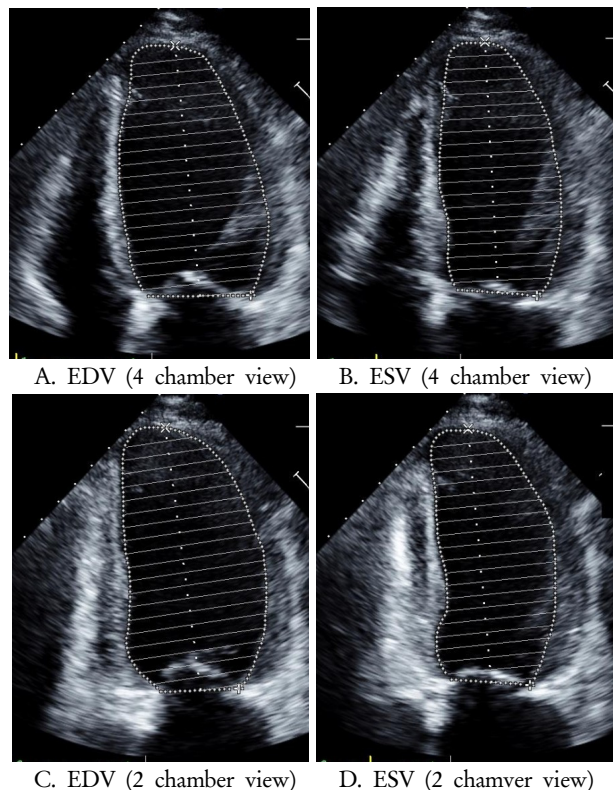 A. EDV (4 chamber view)
B. ESV (4 chamber view)
C. EDV (2 chamber view)
D. ESV (2 chamver view)